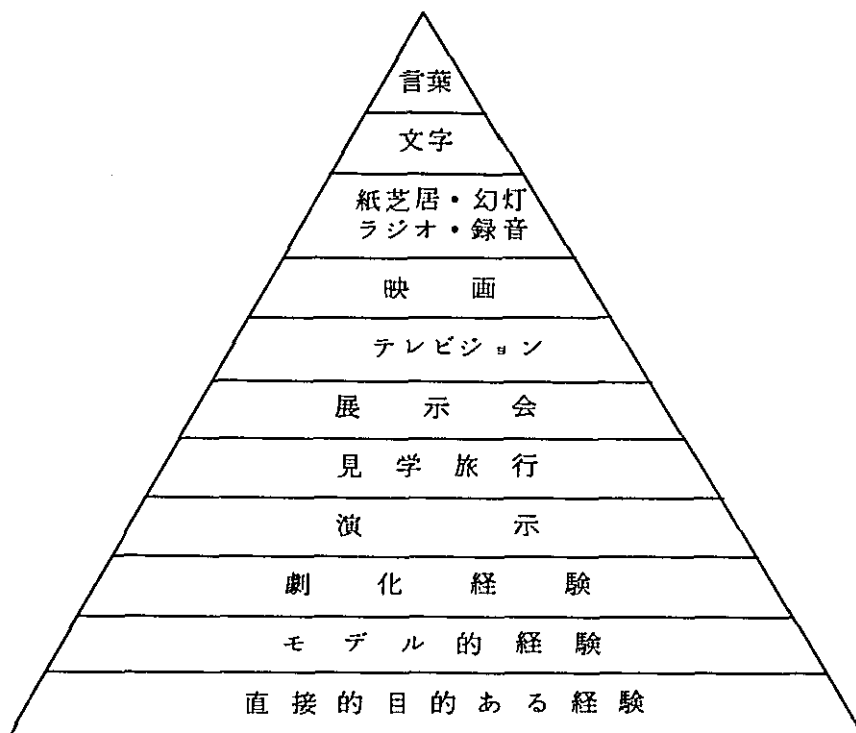 言葉
文字
紙芝居・幻灯
ラジオ・録音
映画
テレビジョン
展示会
見学旅行
演示
劇化経験
モデル的経験
直接的目的ある経験